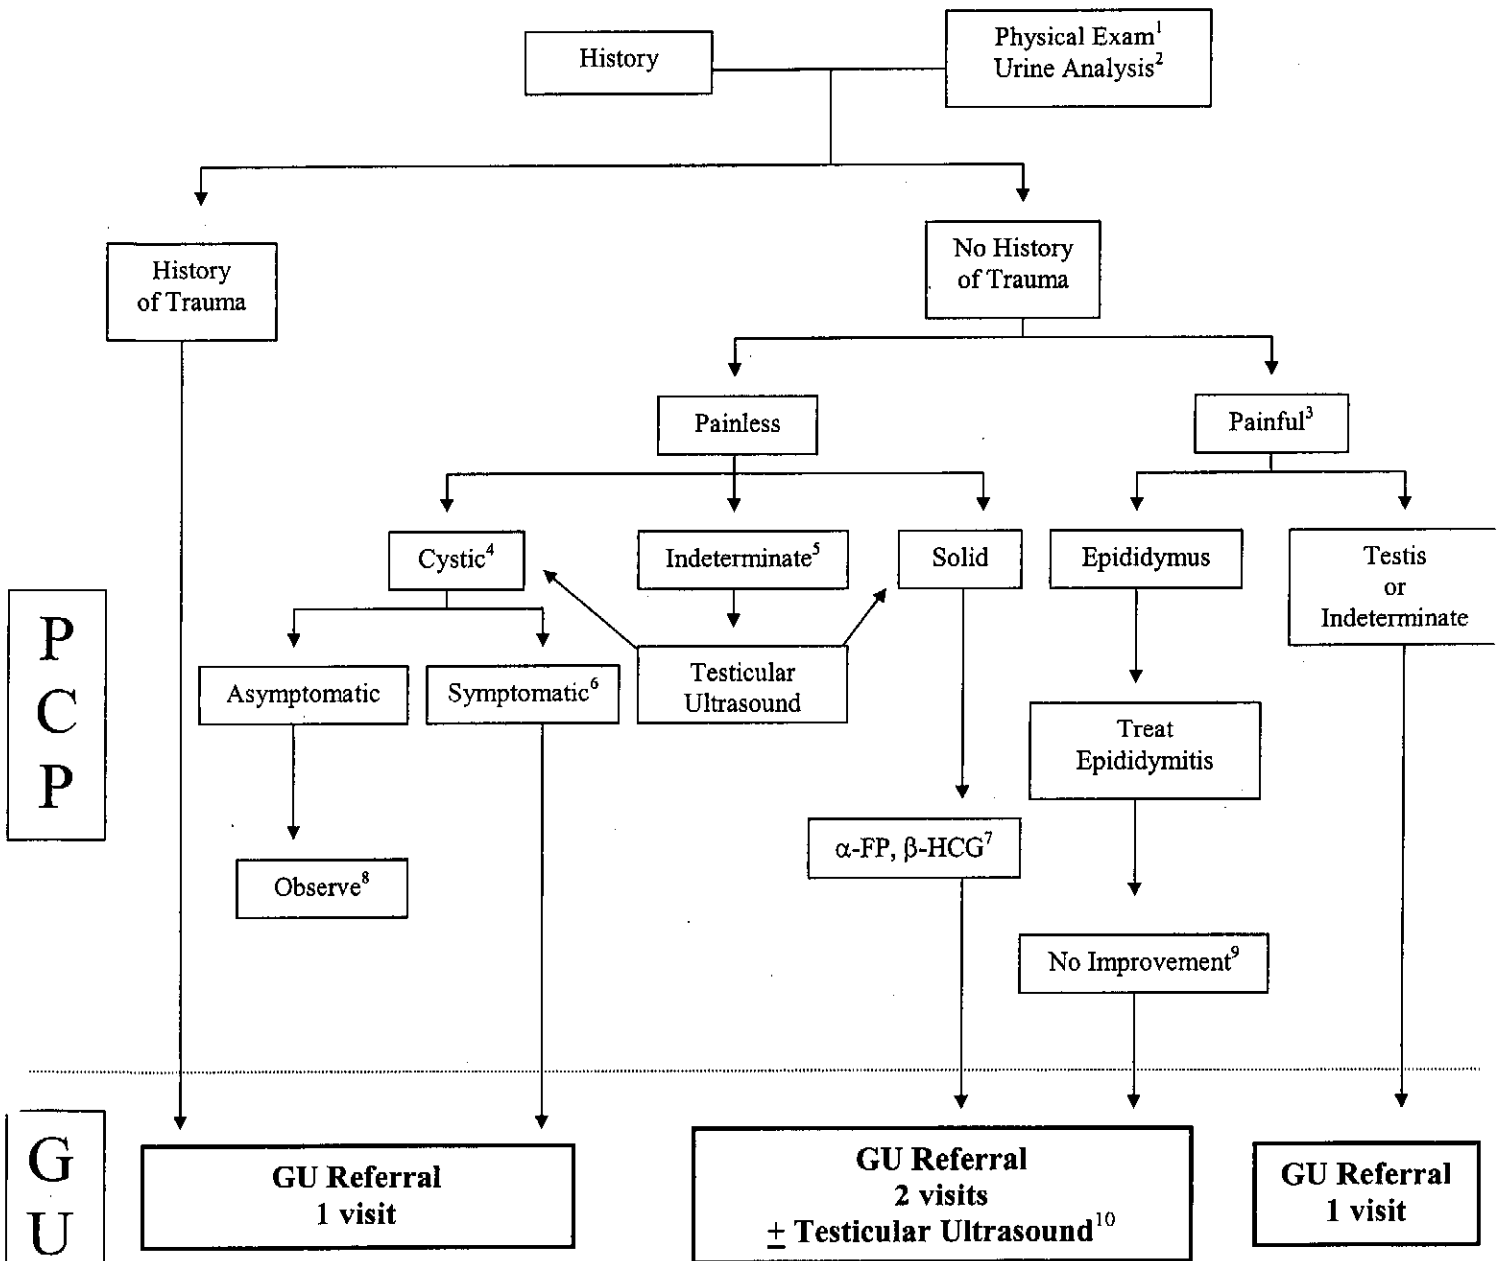 History
Physical Exam¹
Urine Analysis²
History
of Trauma
No History
of Trauma
Painless
Painful³
Cystic⁴
Indeterminate⁵
Solid
Epididymus
Testis
or
Indeterminate
Asymptomatic
Symptomatic⁶
Testicular
Ultrasound
Treat
Epididymitis
α-FP, β-HCG⁷
Observe⁸
No Improvement⁹
P
C
P
G
U
GU Referral
1 visit
GU Referral
2 visits
± Testicular Ultrasound¹⁰
GU Referral
1 visit